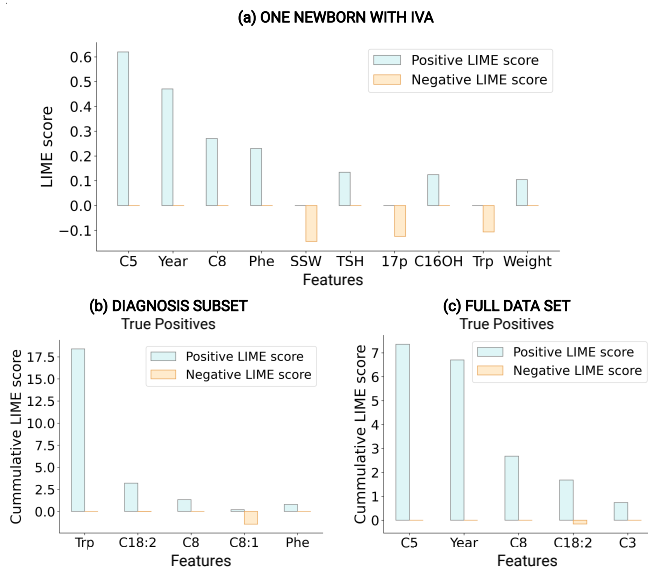 (a) ONE NEWBORN WITH IVA
Positive LIME score
Negative LIME score
LIME score
0.6
0.5
0.4
0.3
0.2
0.1
0.0
−0.1
C5 Year C8 Phe SSW TSH 17p C16OH Trp Weight
Features
(b) DIAGNOSIS SUBSET
True Positives
Positive LIME score
Negative LIME score
Cummulative LIME score
17.5
15.0
12.5
10.0
7.5
5.0
2.5
0.0
Trp C18:2 C8 C8:1 Phe
Features
(c) FULL DATA SET
True Positives
Positive LIME score
Negative LIME score
Cummulative LIME score
7
6
5
4
3
2
1
0
C5 Year C8 C18:2 C3
Features